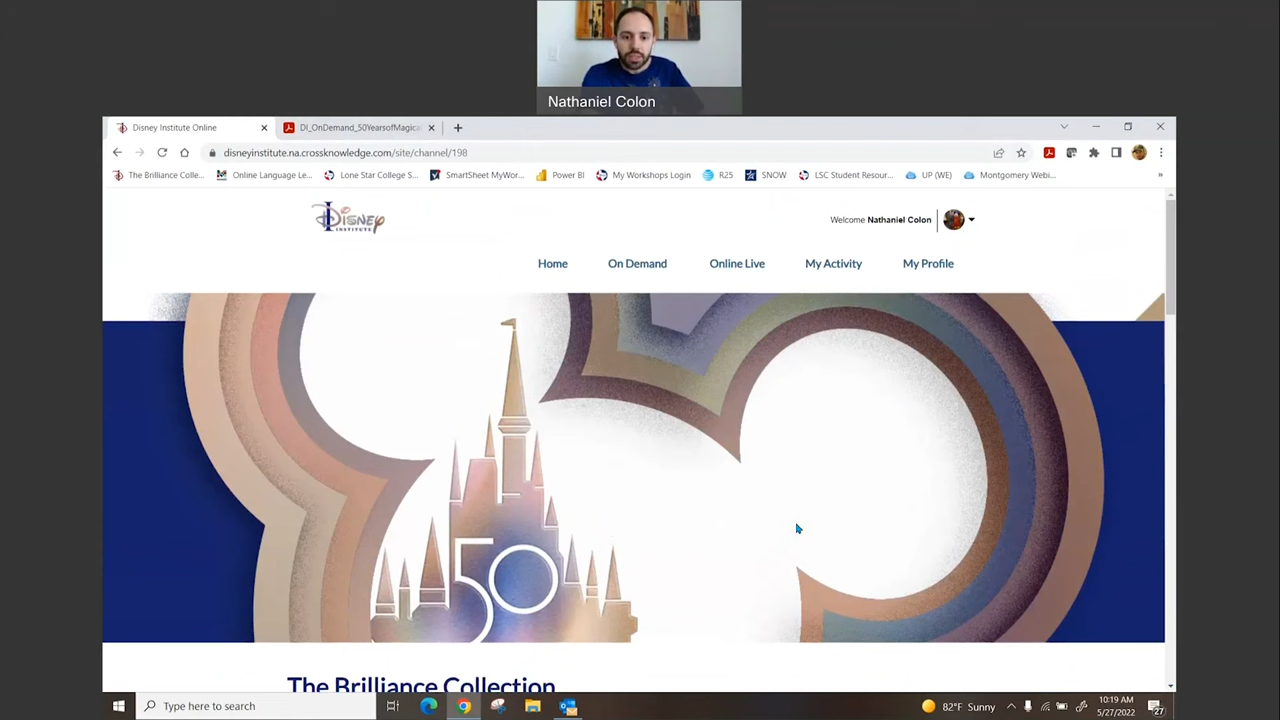 Nathaniel Colon
Disney Institute Online
DI_OnDemand_50YearsofMagica
disneyinstitute.na.crossknowledge.com/site/channel/198
The Brilliance Colle...
Online Language Le...
Lone Star College S...
SmartSheet MyWor...
Power BI
My Workshops Login
R25
SNOW
LSC Student Resour...
UP (WE)
Montgomery Webi...
»
Disney
INSTITUTE
Welcome Nathaniel Colon
Home
On Demand
Online Live
My Activity
My Profile
50
The Brilliance Collection
Type here to search
82°F Sunny
10:19 AM
5/27/2022
27